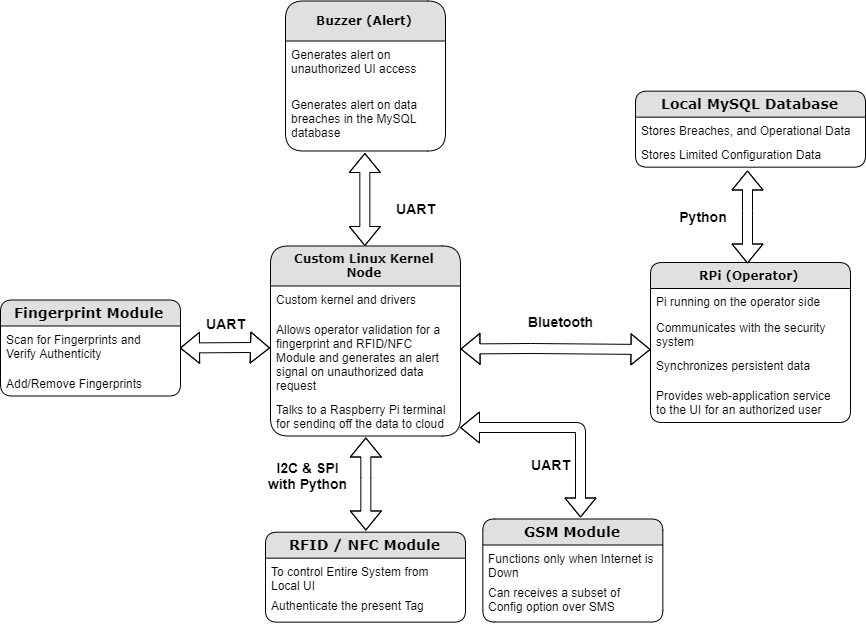 Buzzer (Alert)
Generates alert on
unauthorized UI access
Generates alert on data
breaches in the MySQL
database
Local MySQL Database
Stores Breaches, and Operational Data
Stores Limited Configuration Data
UART
Python
Custom Linux Kernel
Node
Custom kernel and drivers
Allows operator validation for a
fingerprint and RFID/NFC
Module and generates an alert
signal on unauthorized data
request
Talks to a Raspberry Pi terminal
for sending off the data to cloud
RPi (Operator)
Pi running on the operator side
Communicates with the security
system
Synchronizes persistent data
Provides web-application service
to the UI for an authorized user
Fingerprint Module
Scan for Fingerprints and
Verify Authenticity
Add/Remove Fingerprints
UART
Bluetooth
I2C & SPI
with Python
UART
RFID / NFC Module
To control Entire System from
Local UI
Authenticate the present Tag
GSM Module
Functions only when Internet is
Down
Can receives a subset of
Config option over SMS